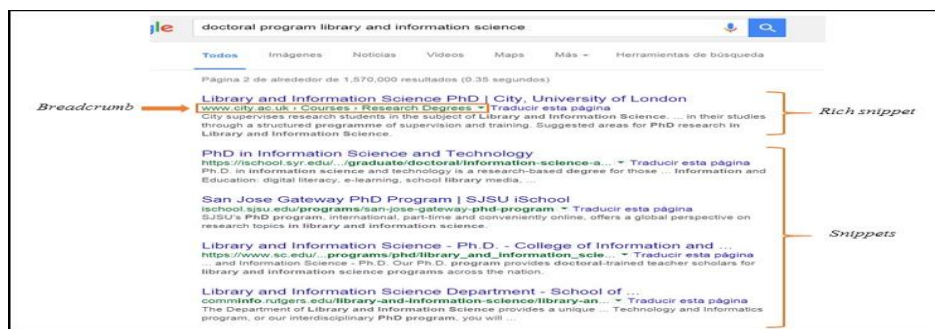 gle doctoral program library and information science
Todos Imágenes Noticias Videos Maps Más Herramientas de búsqueda
Página 2 de alrededor de 1,570,000 resultados (0.35 segundos)
Library and Information Science PhD | City, University of London
Breadcrumb
www.city.ac.uk › Courses › Research Degrees Traducir esta página
Rich snippet
City supervises research students in the subject of Library and Information Science. ... in their studies
through a structured programme of supervision and training. Suggested areas for PhD research in
Library and Information Science.
PhD in Information Science and Technology
https://ischool.syr.edu/.../graduate/doctoral/information-science-a... Traducir esta página
Ph.D. in information science and technology is a research-based degree for those ... Information and
Education: digital literacy, e-learning, school library media, ...
San Jose Gateway PhD Program | SJSU iSchool
ischool.sjsu.edu/programs/san-jose-gateway-phd-program Traducir esta página
SJSU's PhD program, international, part-time and conveniently online, offers a global perspective on
research topics in library and information science.
Snippets
Library and Information Science - Ph.D. - College of Information and ...
https://www.sc.edu/...programs/phd/library_and_information_scie... Traducir esta página
... and Information Science - Ph.D. Our Ph.D. program provides doctoral-trained teacher scholars for
library and information science programs across the nation.
Library and Information Science Department - School of ...
comminfo.rutgers.edu/library-and-information-science/library-an... Traducir esta página
The Department of Library and Information Science provides a unique ... Technology and Informatics
program, or our interdisciplinary PhD program, you will ...